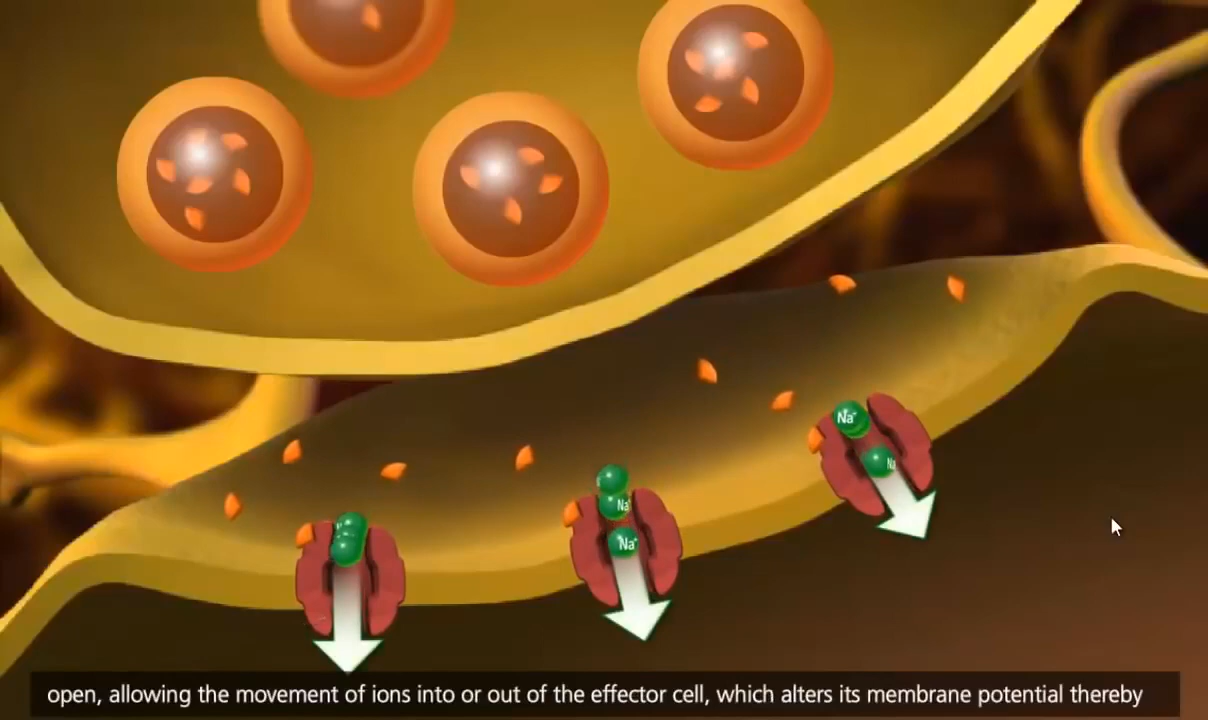 Na⁺
Na
Na⁺
Na⁺
open, allowing the movement of ions into or out of the effector cell, which alters its membrane potential thereby